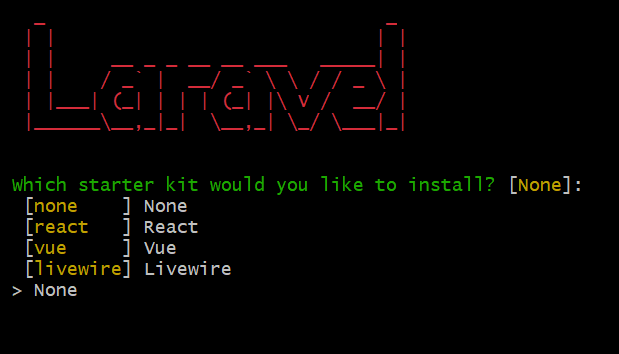 Laravel
Which starter kit would you like to install? [None]:
[none    ] None
[react   ] React
[vue     ] Vue
[livewire] Livewire
> None